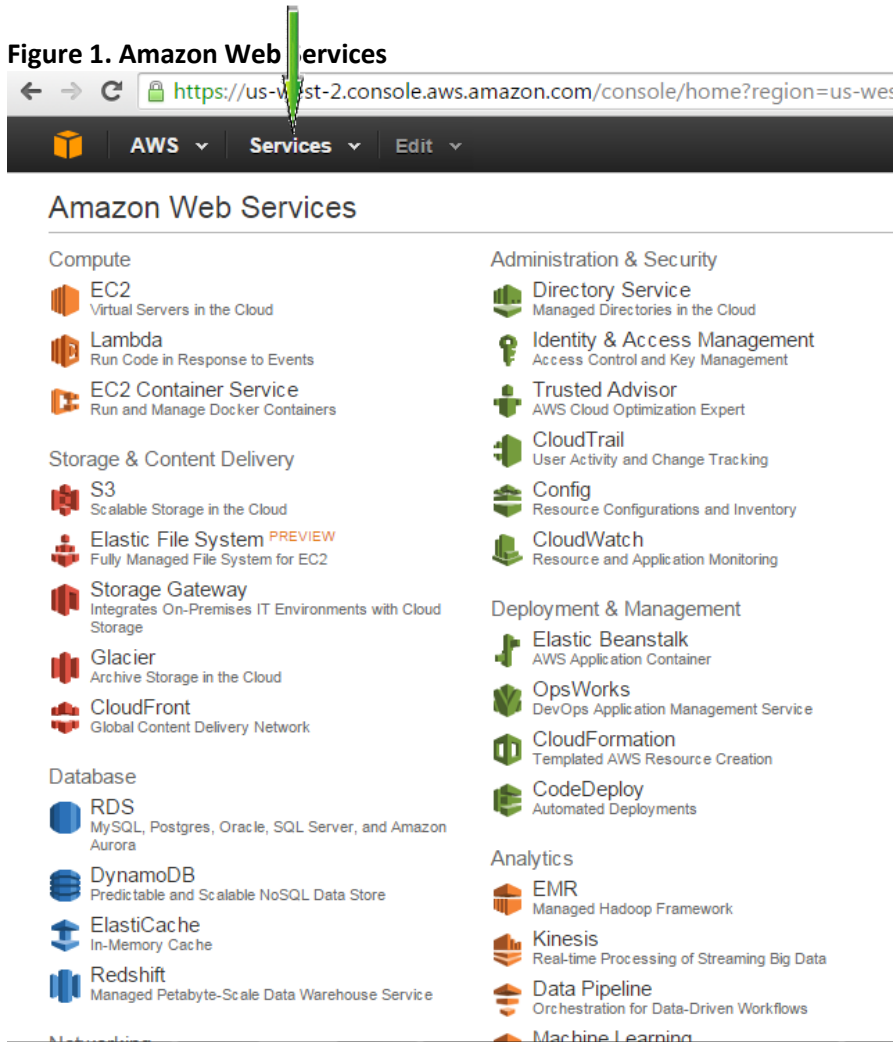 Figure 1. Amazon Web Services
https://us-west-2.console.aws.amazon.com/console/home?region=us-wes
AWS Services Edit
Amazon Web Services
Compute
EC2
Virtual Servers in the Cloud
Lambda
Run Code in Response to Events
EC2 Container Service
Run and Manage Docker Containers
Storage & Content Delivery
S3
Scalable Storage in the Cloud
Elastic File System PREVIEW
Fully Managed File System for EC2
Storage Gateway
Integrates On-Premises IT Environments with Cloud
Storage
Glacier
Archive Storage in the Cloud
CloudFront
Global Content Delivery Network
Database
RDS
MySQL, Postgres, Oracle, SQL Server, and Amazon
Aurora
DynamoDB
Predictable and Scalable NoSQL Data Store
ElastiCache
In-Memory Cache
Redshift
Managed Petabyte-Scale Data Warehouse Service
Networking
Administration & Security
Directory Service
Managed Directories in the Cloud
Identity & Access Management
Access Control and Key Management
Trusted Advisor
AWS Cloud Optimization Expert
CloudTrail
User Activity and Change Tracking
Config
Resource Configurations and Inventory
CloudWatch
Resource and Application Monitoring
Deployment & Management
Elastic Beanstalk
AWS Application Container
OpsWorks
DevOps Application Management Service
CloudFormation
Templated AWS Resource Creation
CodeDeploy
Automated Deployments
Analytics
EMR
Managed Hadoop Framework
Kinesis
Real-time Processing of Streaming Big Data
Data Pipeline
Orchestration for Data-Driven Workflows
Machine Learning